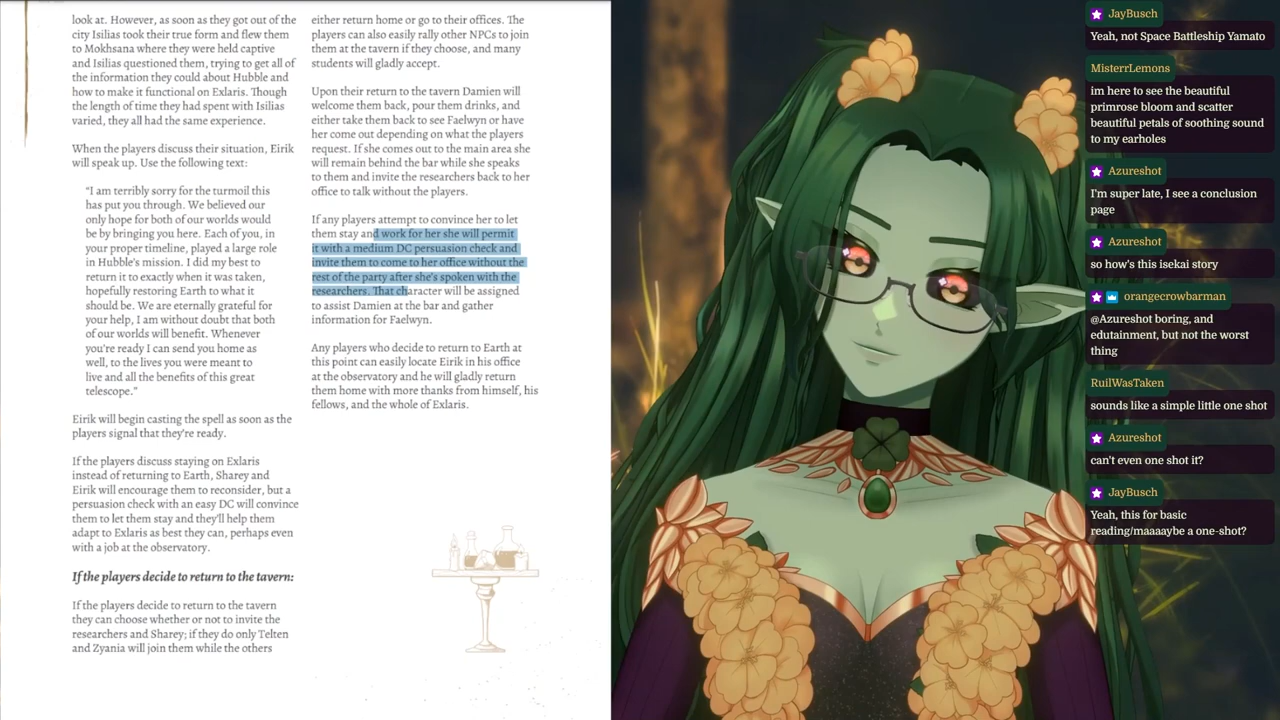 look at. However, as soon as they got out of the
city Isilias took their true form and flew them
to Mokhsana where they were held captive
and Isilias questioned them, trying to get all of
the information they could about Hubble and
how to make it functional on Exlaris. Though
the length of time they had spent with Isilias
varied, they all had the same experience.
When the players discuss their situation, Eirik
will speak up. Use the following text:
“I am terribly sorry for the turmoil this
has put you through. We believed our
only hope for both of our worlds would
be by bringing you here. Each of you, in
your proper timeline, played a large role
in Hubble's mission. I did my best to
return it to exactly when it was taken,
hopefully restoring Earth to what it
should be. We are eternally grateful for
your help, I am without doubt that both
of our worlds will benefit. Whenever
you're ready I can send you home as
well, to the lives you were meant to
live and all the benefits of this great
telescope.”
Eirik will begin casting the spell as soon as the
players signal that they're ready.
If the players discuss staying on Exlaris
instead of returning to Earth, Sharey and
Eirik will encourage them to reconsider, but a
persuasion check with an easy DC will convince
them to let them stay and they'll help them
adapt to Exlaris as best they can, perhaps even
with a job at the observatory.
If the players decide to return to the tavern:
If the players decide to return to the tavern
they can choose whether or not to invite the
researchers and Sharey; if they do only Telten
and Zyania will join them while the others
either return home or go to their offices. The
players can also easily rally other NPCs to join
them at the tavern if they choose, and many
students will gladly accept.
Upon their return to the tavern Damien will
welcome them back, pour them drinks, and
either take them back to see Faelwyn or have
her come out depending on what the players
request. If she comes out to the main area she
will remain behind the bar while she speaks
to them and invite the researchers back to her
office to talk without the players.
If any players attempt to convince her to let
them stay and work for her she will permit
it with a medium DC persuasion check and
invite them to come to her office without the
rest of the party after she's spoken with the
researchers. That character will be assigned
to assist Damien at the bar and gather
information for Faelwyn.
Any players who decide to return to Earth at
this point can easily locate Eirik in his office
at the observatory and he will gladly return
them home with more thanks from himself, his
fellows, and the whole of Exlaris.
JayBusch
Yeah, not Space Battleship Yamato
MisterrLemons
im here to see the beautiful
primrose bloom and scatter
beautiful petals of soothing sound
to my earholes
Azureshot
I'm super late, I see a conclusion
page
Azureshot
so how's this isekai story
orangecrowbarman
@Azureshot boring, and
edutainment, but not the worst
thing
RuilWasTaken
sounds like a simple little one shot
Azureshot
can't even one shot it?
JayBusch
Yeah, this for basic
reading/maaaaybe a one-shot?